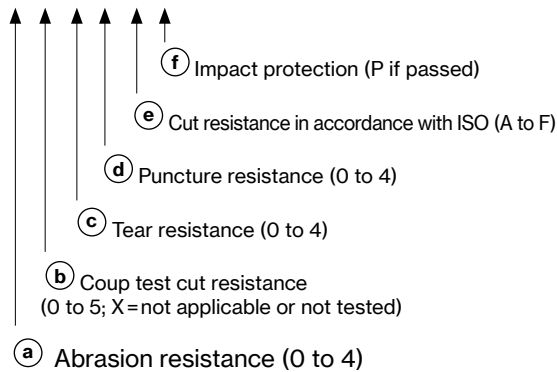 f Impact protection (P if passed)
e Cut resistance in accordance with ISO (A to F)
d Puncture resistance (0 to 4)
c Tear resistance (0 to 4)
b Coup test cut resistance
(0 to 5; X=not applicable or not tested)
a Abrasion resistance (0 to 4)